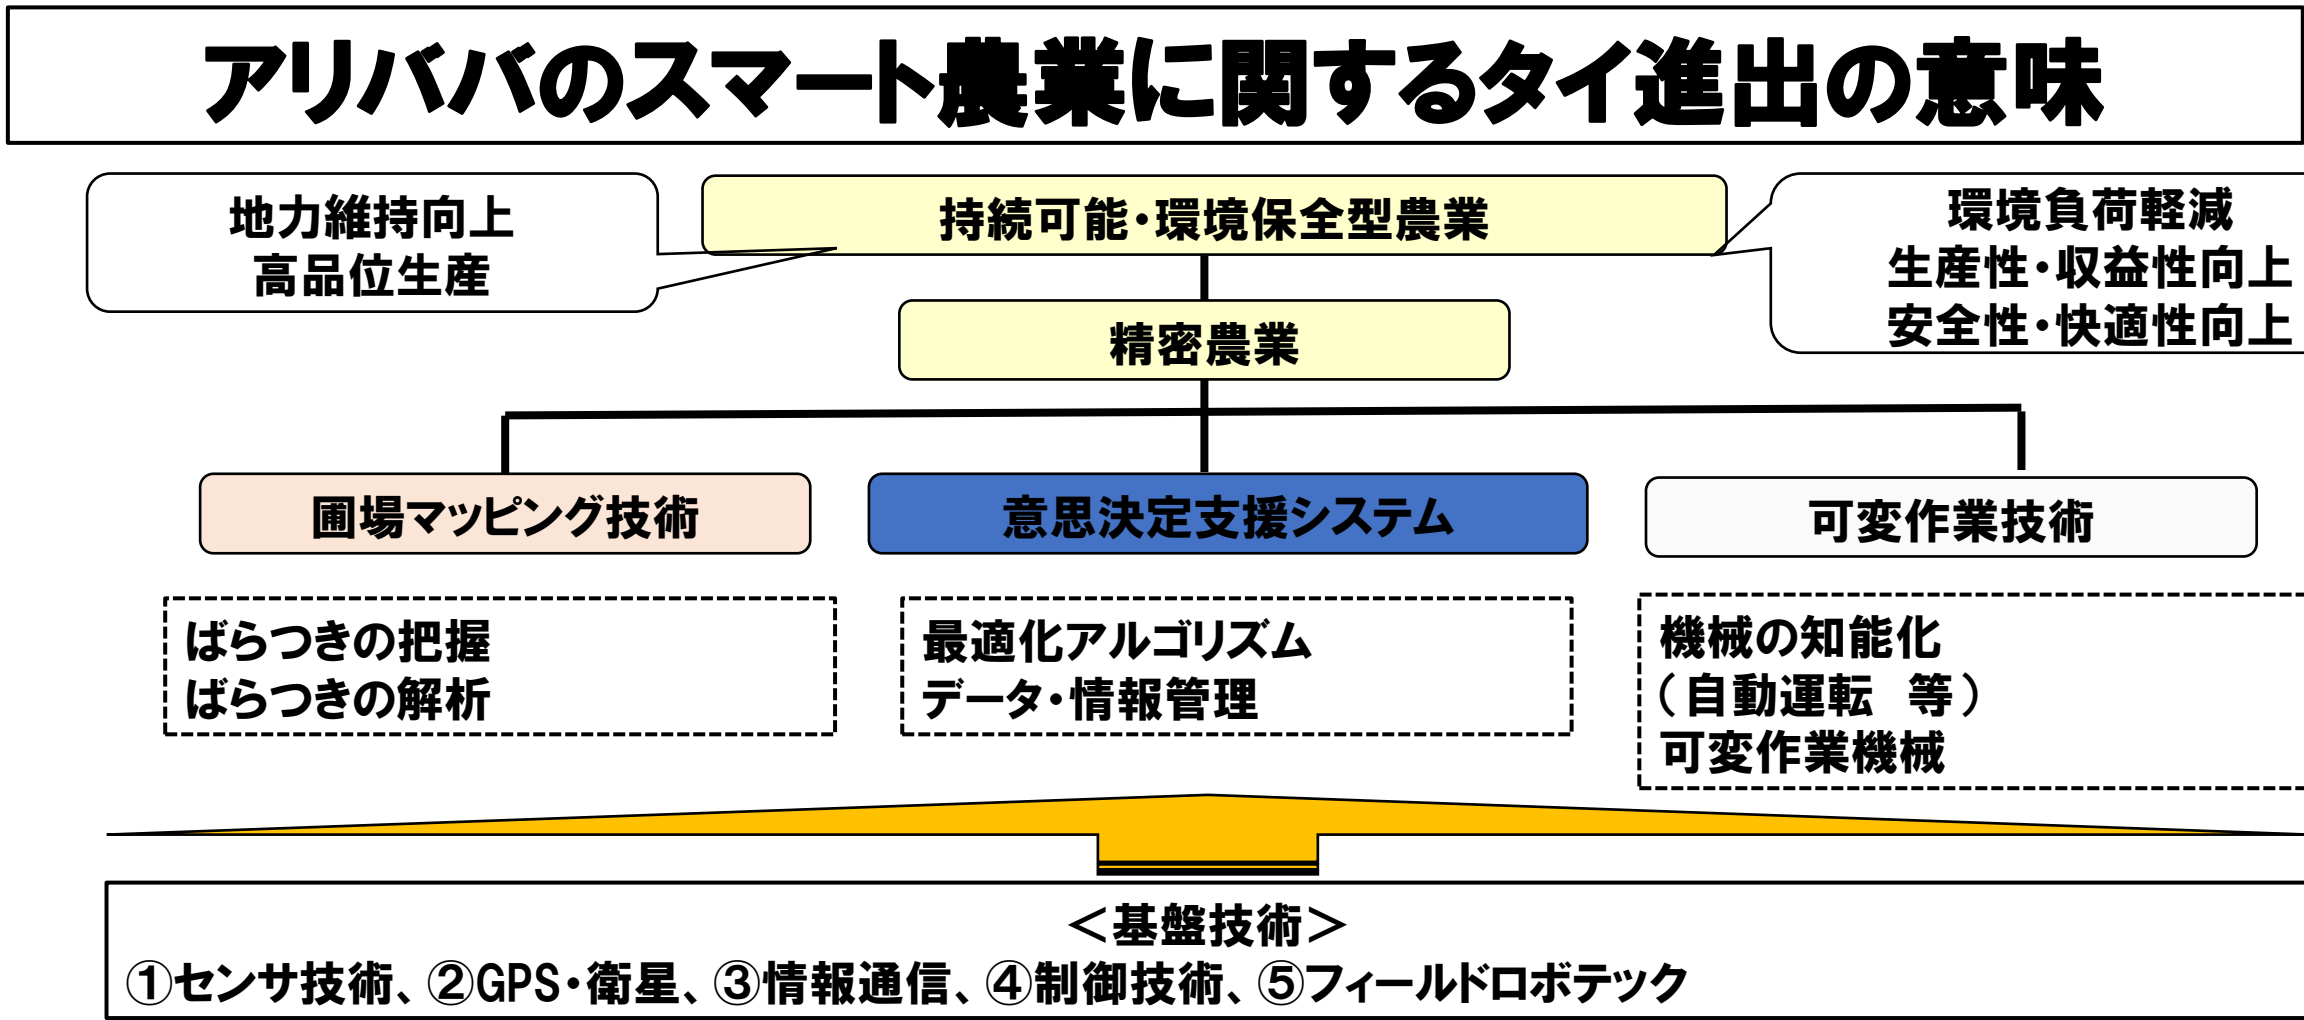 アリババのスマート農業に関するタイ進出の意味
地力維持向上
高品位生産
持続可能・環境保全型農業
環境負荷軽減
生産性・収益性向上
安全性・快適性向上
精密農業
圃場マッピング技術
意思決定支援システム
可変作業技術
ばらつきの把握
ばらつきの解析
最適化アルゴリズム
データ・情報管理
機械の知能化
（自動運転　等）
可変作業機械
＜基盤技術＞
①センサ技術、②GPS・衛星、③情報通信、④制御技術、⑤フィールドロボテック